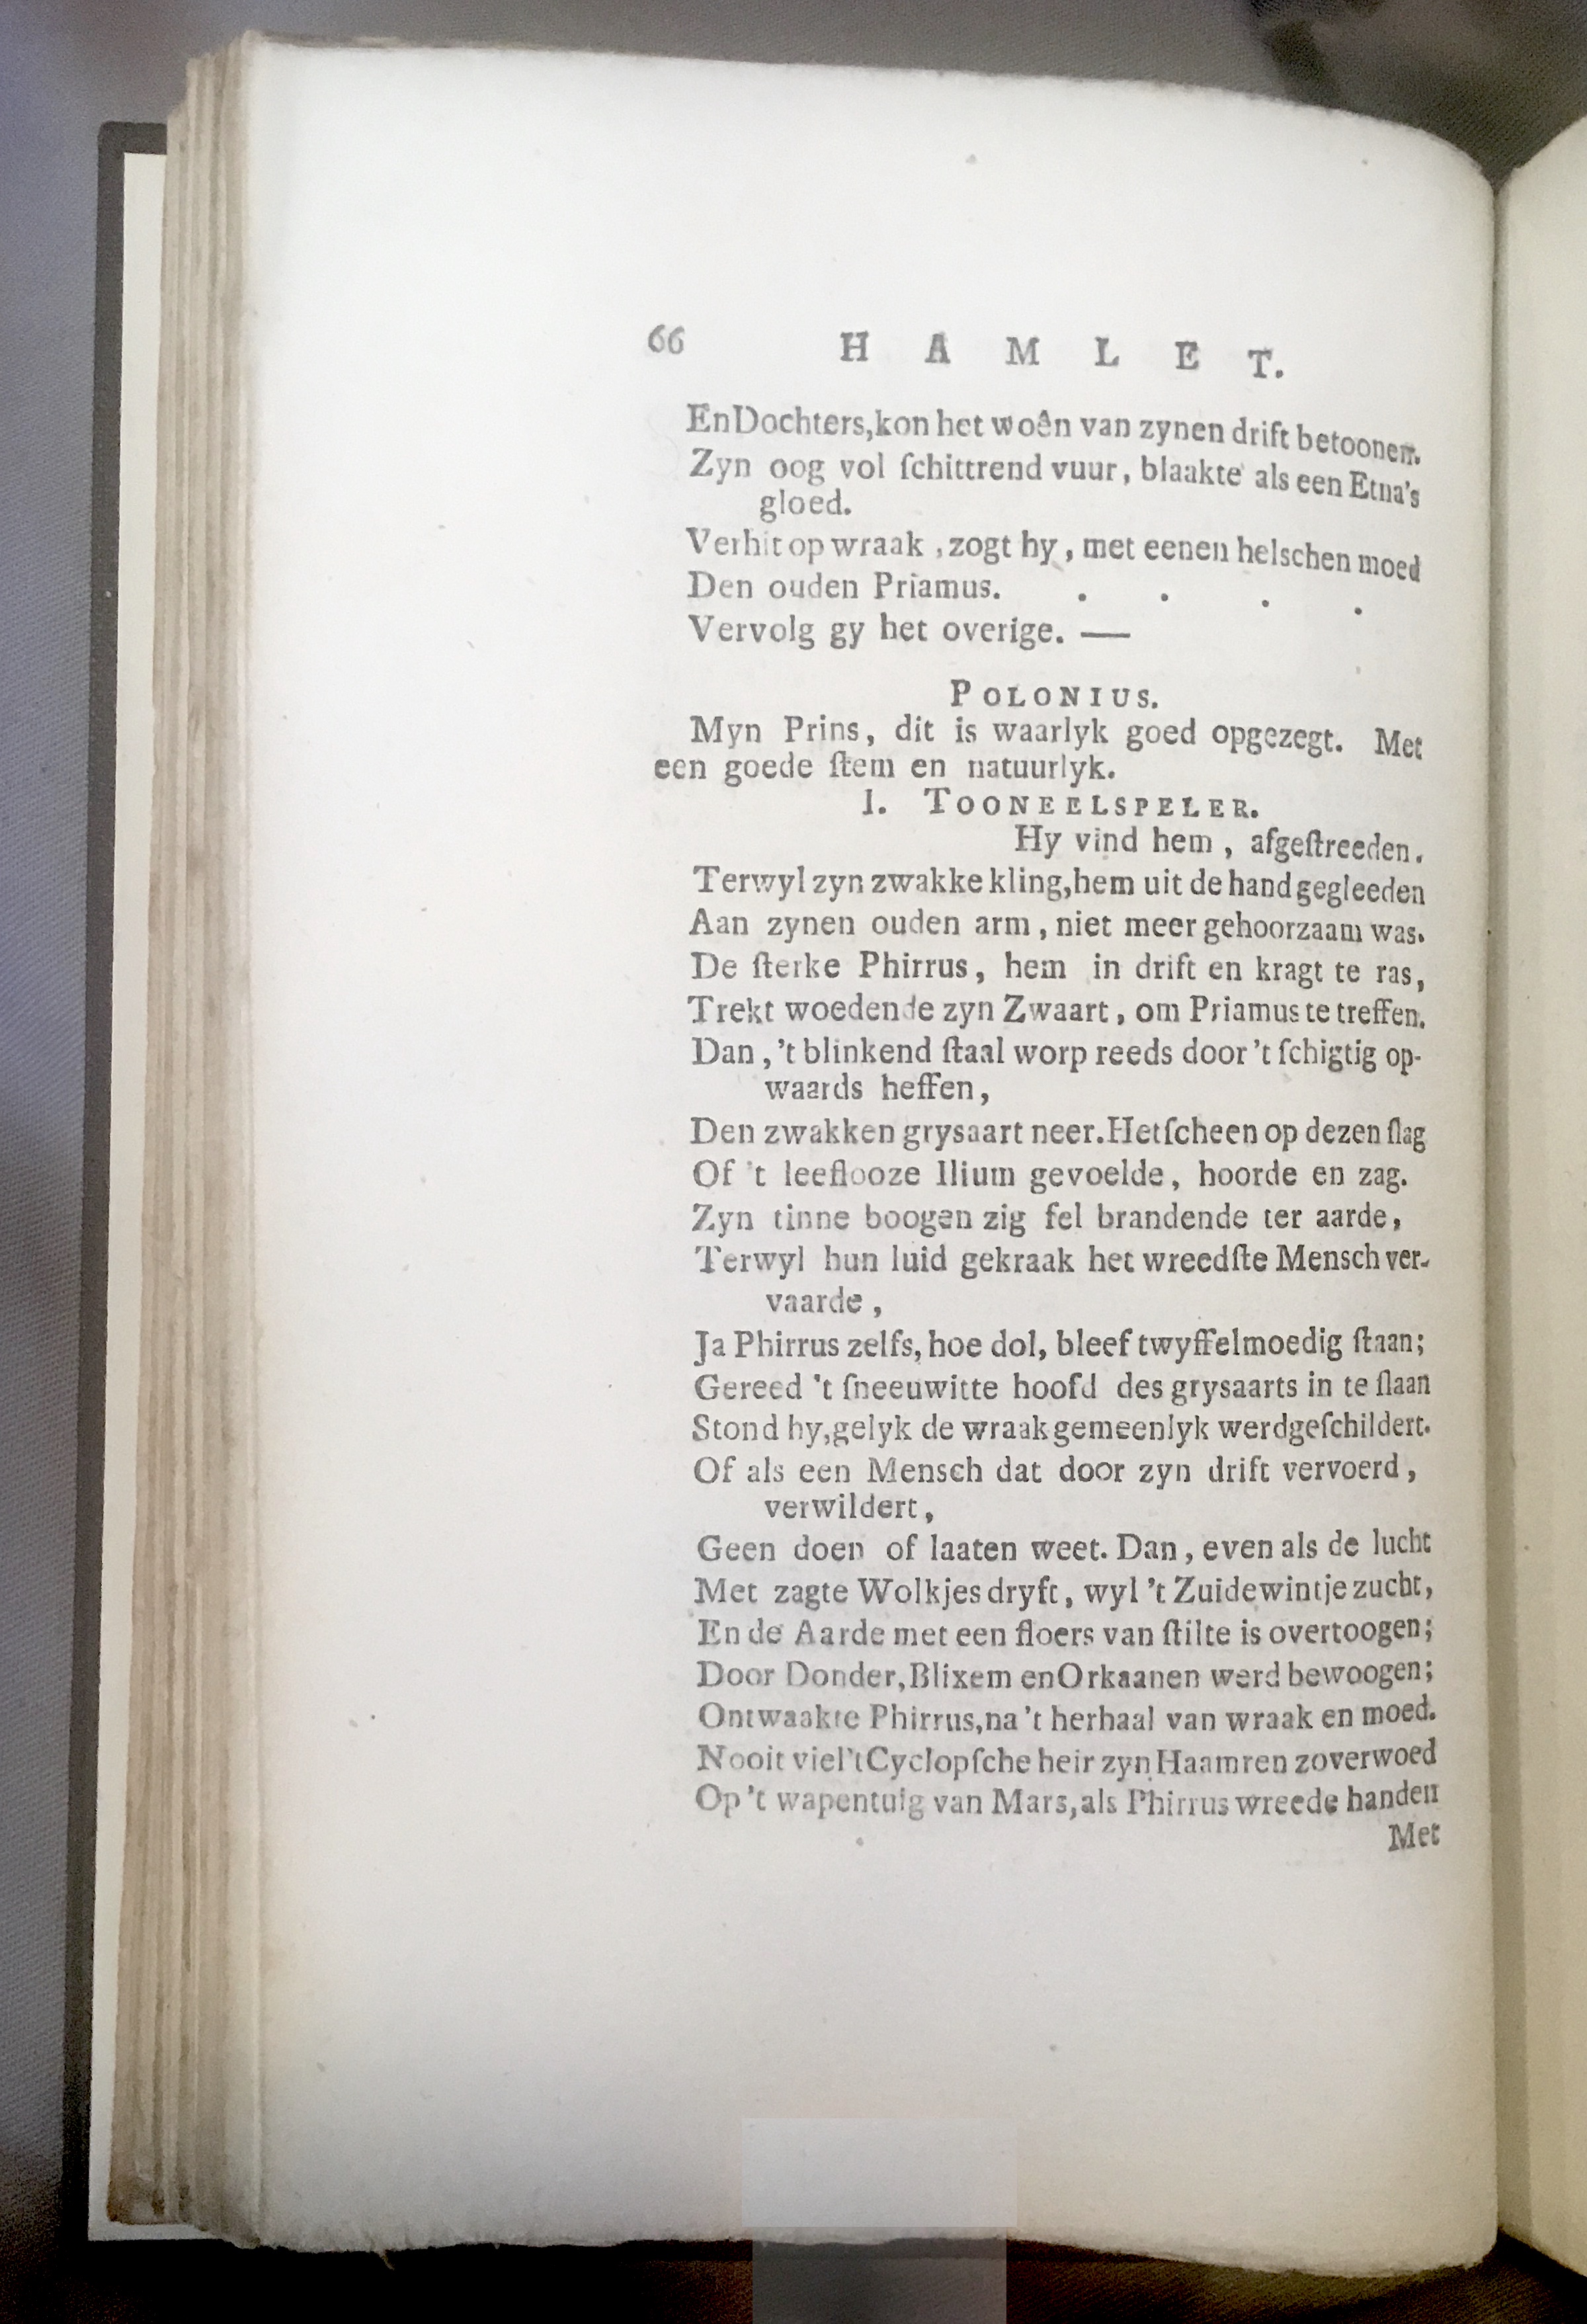 66 HAMLET.
En Dochters, kon het woên van zynen drift betoonen.
Zyn oog vol ſchittrend vuur, blaakte als een Etna's
gloed.
Verhit op wraak, zogt hy, met eenen helschen moed
Den ouden Priamus. . . . .
Vervolg gy het overige. —
POLONIUS.
Myn Prins, dit is waarlyk goed opgezegt. Met
een goede ſtem en natuurlyk.
I. TOONEELSPELER.
Hy vind hem, afgeſtreeden.
Terwyl zyn zwakke kling, hem uit de hand gegleeden
Aan zynen ouden arm, niet meer gehoorzaam was.
De ſterke Phirrus, hem in drift en kragt te ras,
Trekt woedende zyn Zwaart, om Priamus te treffen.
Dan, 't blinkend ſtaal worp reeds door 't ſchigtig op-
waards heffen,
Den zwakken grysaart neer. Het ſcheen op dezen ſlag
Of 't leeflooze Ilium gevoelde, hoorde en zag.
Zyn tinne boogen zig fel brandende ter aarde,
Terwyl hun luid gekraak het wreedſte Mensch ver-
vaarde,
Ja Phirrus zelfs, hoe dol, bleef twyffelmoedig ſtaan;
Gereed 't ſneeuwitte hoofd des grysaarts in te ſlaan
Stond hy, gelyk de wraak gemeenlyk werd geſchildert.
Of als een Mensch dat door zyn drift vervoerd,
verwildert,
Geen doen of laaten weet. Dan, even als de lucht
Met zagte Wolkjes dryft, wyl 't Zuidewintje zucht,
En de Aarde met een floers van ſtilte is overtoogen;
Door Donder, Blixem en Orkaanen werd bewoogen;
Ontwaakte Phirrus, na 't herhaal van wraak en moed.
Nooit viel 't Cyclopſche heir zyn Haamren zo verwoed
Op 't wapentuig van Mars, als Phirrus wreede handen
Met